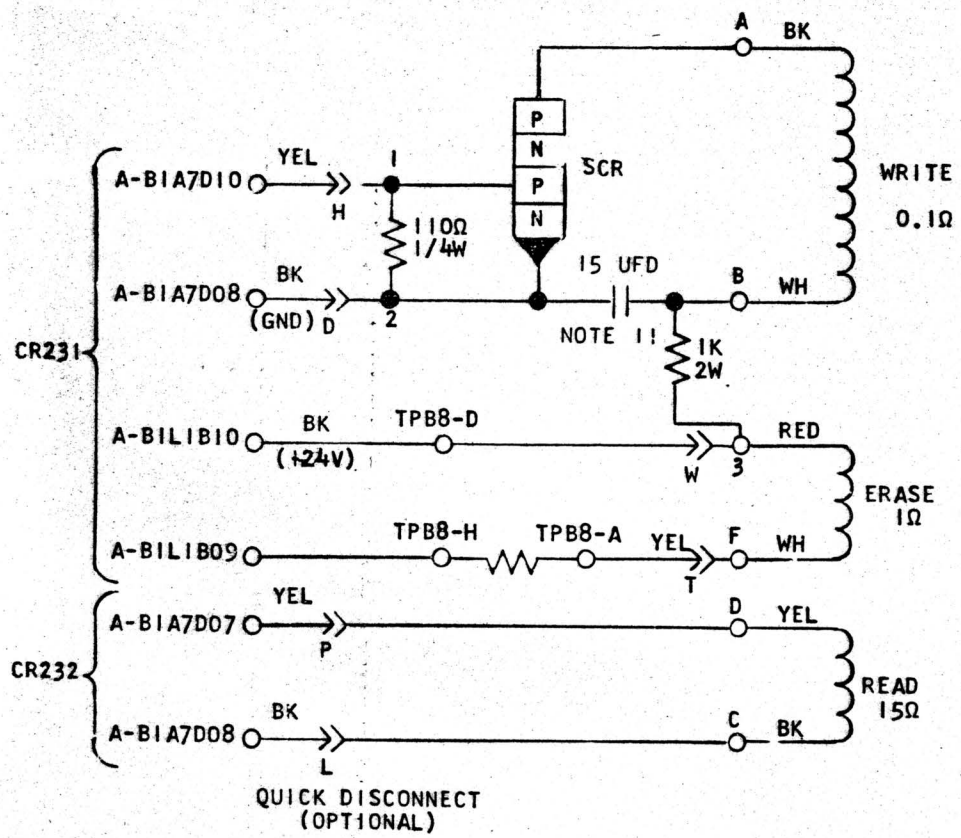 A
BK
P
N
P
N
SCR
WRITE
0.1Ω
YEL
1
A-B1A7D10
H
110Ω
1/4W
BK
15 UFD
B
WH
A-B1A7D08
(GND) D
2
NOTE 1!
CR231
1K
2W
BK
TPB8-D
RED
A-B1L1B10
(+24V)
W
3
ERASE
1Ω
TPB8-H
TPB8-A
YEL
F
WH
A-B1L1B09
T
YEL
D
YEL
A-B1A7D07
P
CR232
READ
15Ω
BK
C
BK
A-B1A7D08
L
QUICK DISCONNECT
(OPTIONAL)